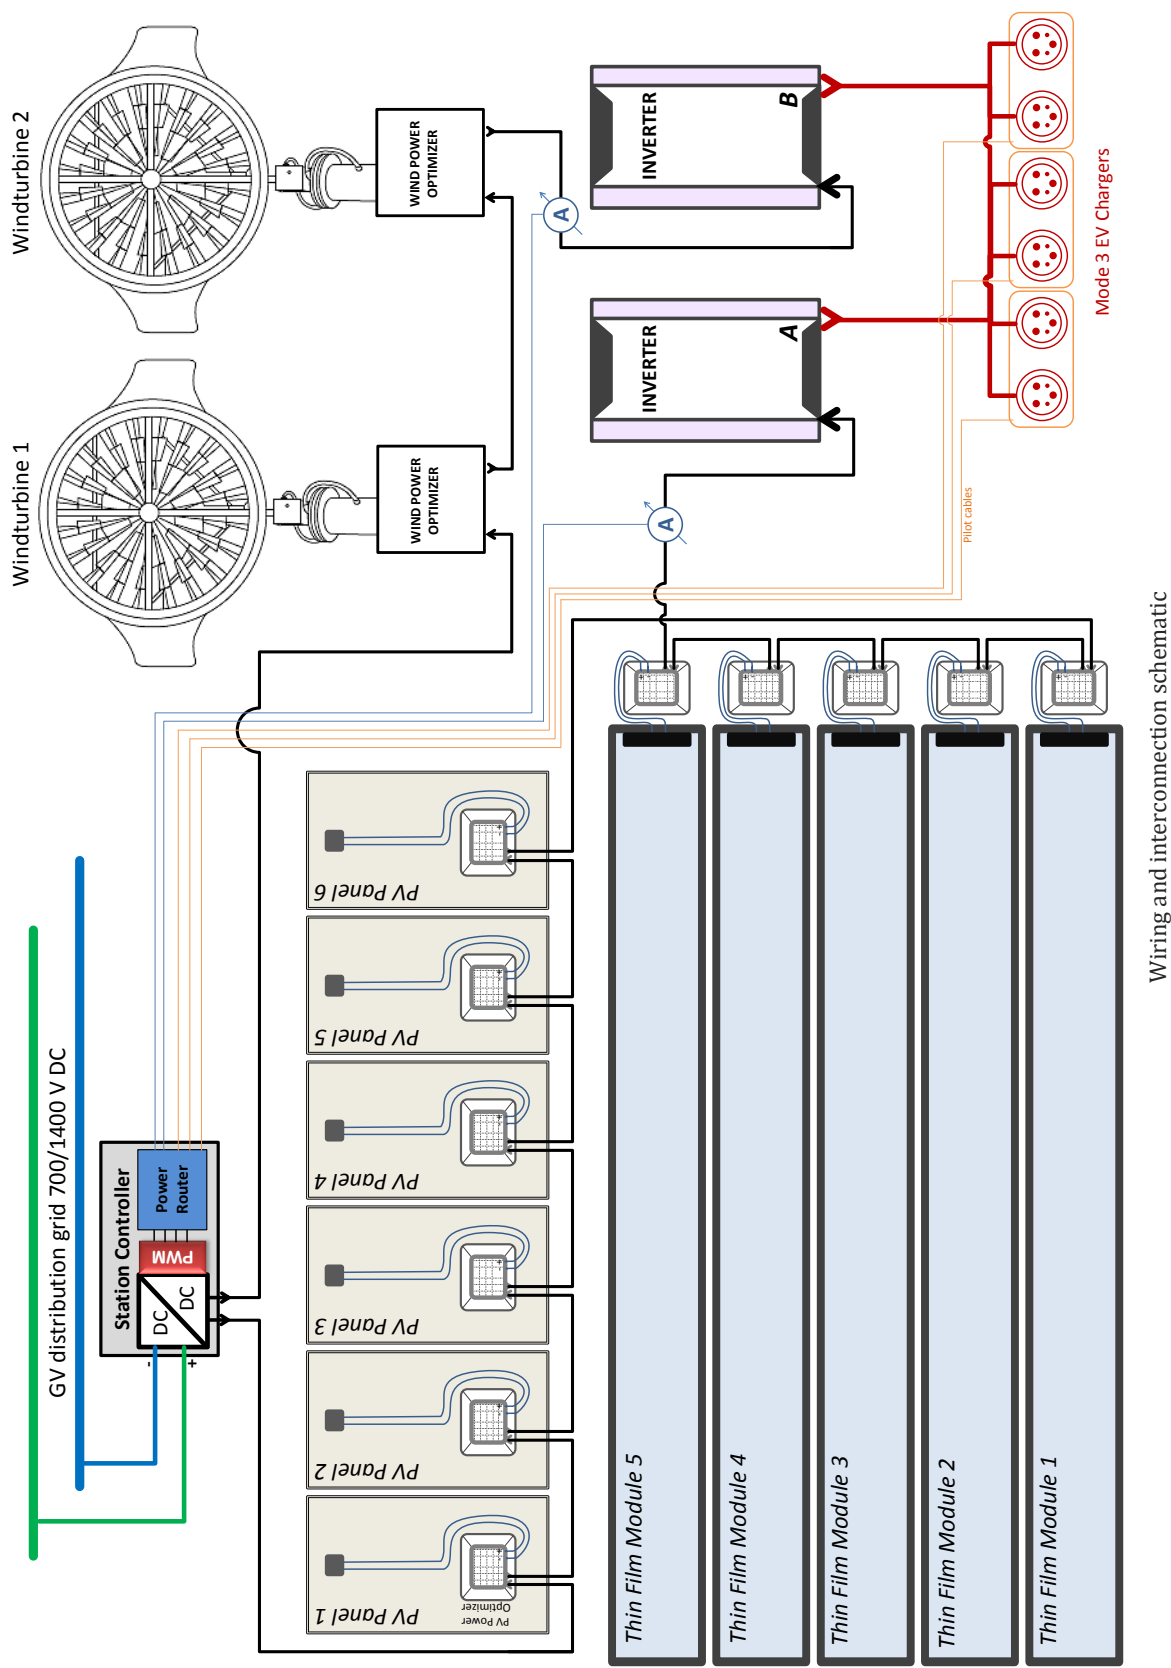 Windturbine 1
Windturbine 2
WIND POWER
OPTIMIZER
WIND POWER
OPTIMIZER
GV distribution grid 700/1400 V DC
Station Controller
Power
Router
PWM
DC
DC
-
+
PV Panel 1
PV Panel 2
PV Panel 3
PV Panel 4
PV Panel 5
PV Panel 6
PV Power
Optimizer
A
A
INVERTER
A
INVERTER
B
Pilot cables
Mode 3 EV Chargers
Thin Film Module 5
Thin Film Module 4
Thin Film Module 3
Thin Film Module 2
Thin Film Module 1
Wiring and interconnection schematic